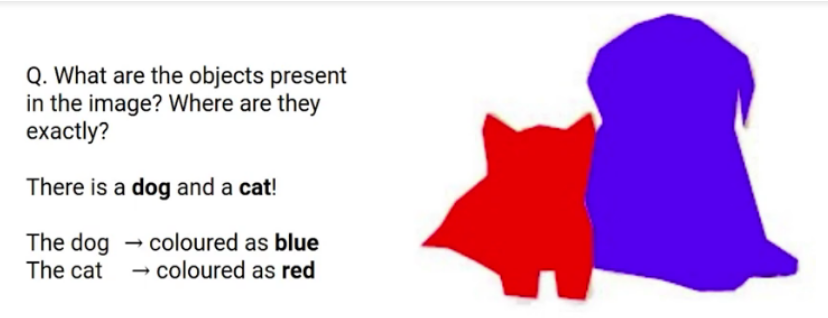 Q. What are the objects present
in the image? Where are they
exactly?
There is a dog and a cat!
The dog → coloured as blue
The cat → coloured as red